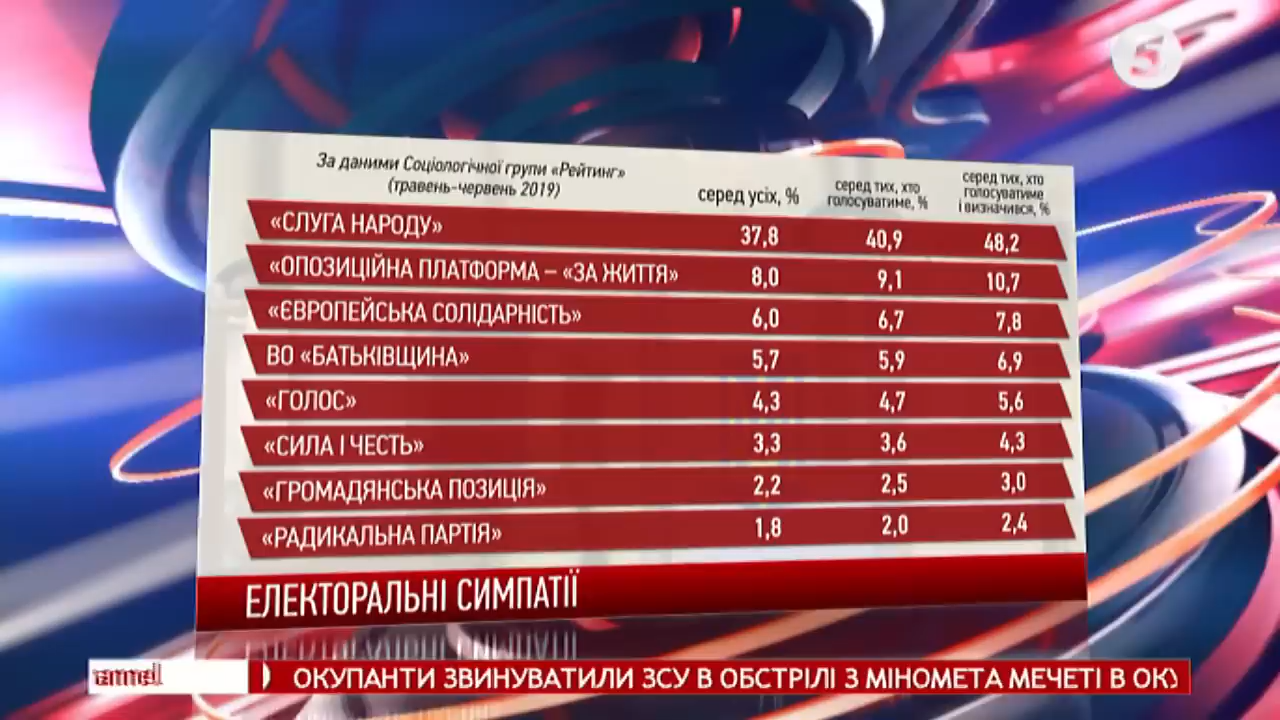 5
За даними Соціологічної групи «Рейтинг»
(травень-червень 2019)
серед усіх, %
серед тих, хто
голосуватиме, %
серед тих, хто
голосуватиме
і визначився, %
«СЛУГА НАРОДУ» 37,8 40,9 48,2
«ОПОЗИЦІЙНА ПЛАТФОРМА – «ЗА ЖИТТЯ» 8,0 9,1 10,7
«ЄВРОПЕЙСЬКА СОЛІДАРНІСТЬ» 6,0 6,7 7,8
ВО «БАТЬКІВЩИНА» 5,7 5,9 6,9
«ГОЛОС» 4,3 4,7 5,6
«СИЛА І ЧЕСТЬ» 3,3 3,6 4,3
«ГРОМАДЯНСЬКА ПОЗИЦІЯ» 2,2 2,5 3,0
«РАДИКАЛЬНА ПАРТІЯ» 1,8 2,0 2,4
ЕЛЕКТОРАЛЬНІ СИМПАТІЇ
ОКУПАНТИ ЗВИНУВАТИЛИ ЗСУ В ОБСТРІЛІ З МІНОМЕТА МЕЧЕТІ В